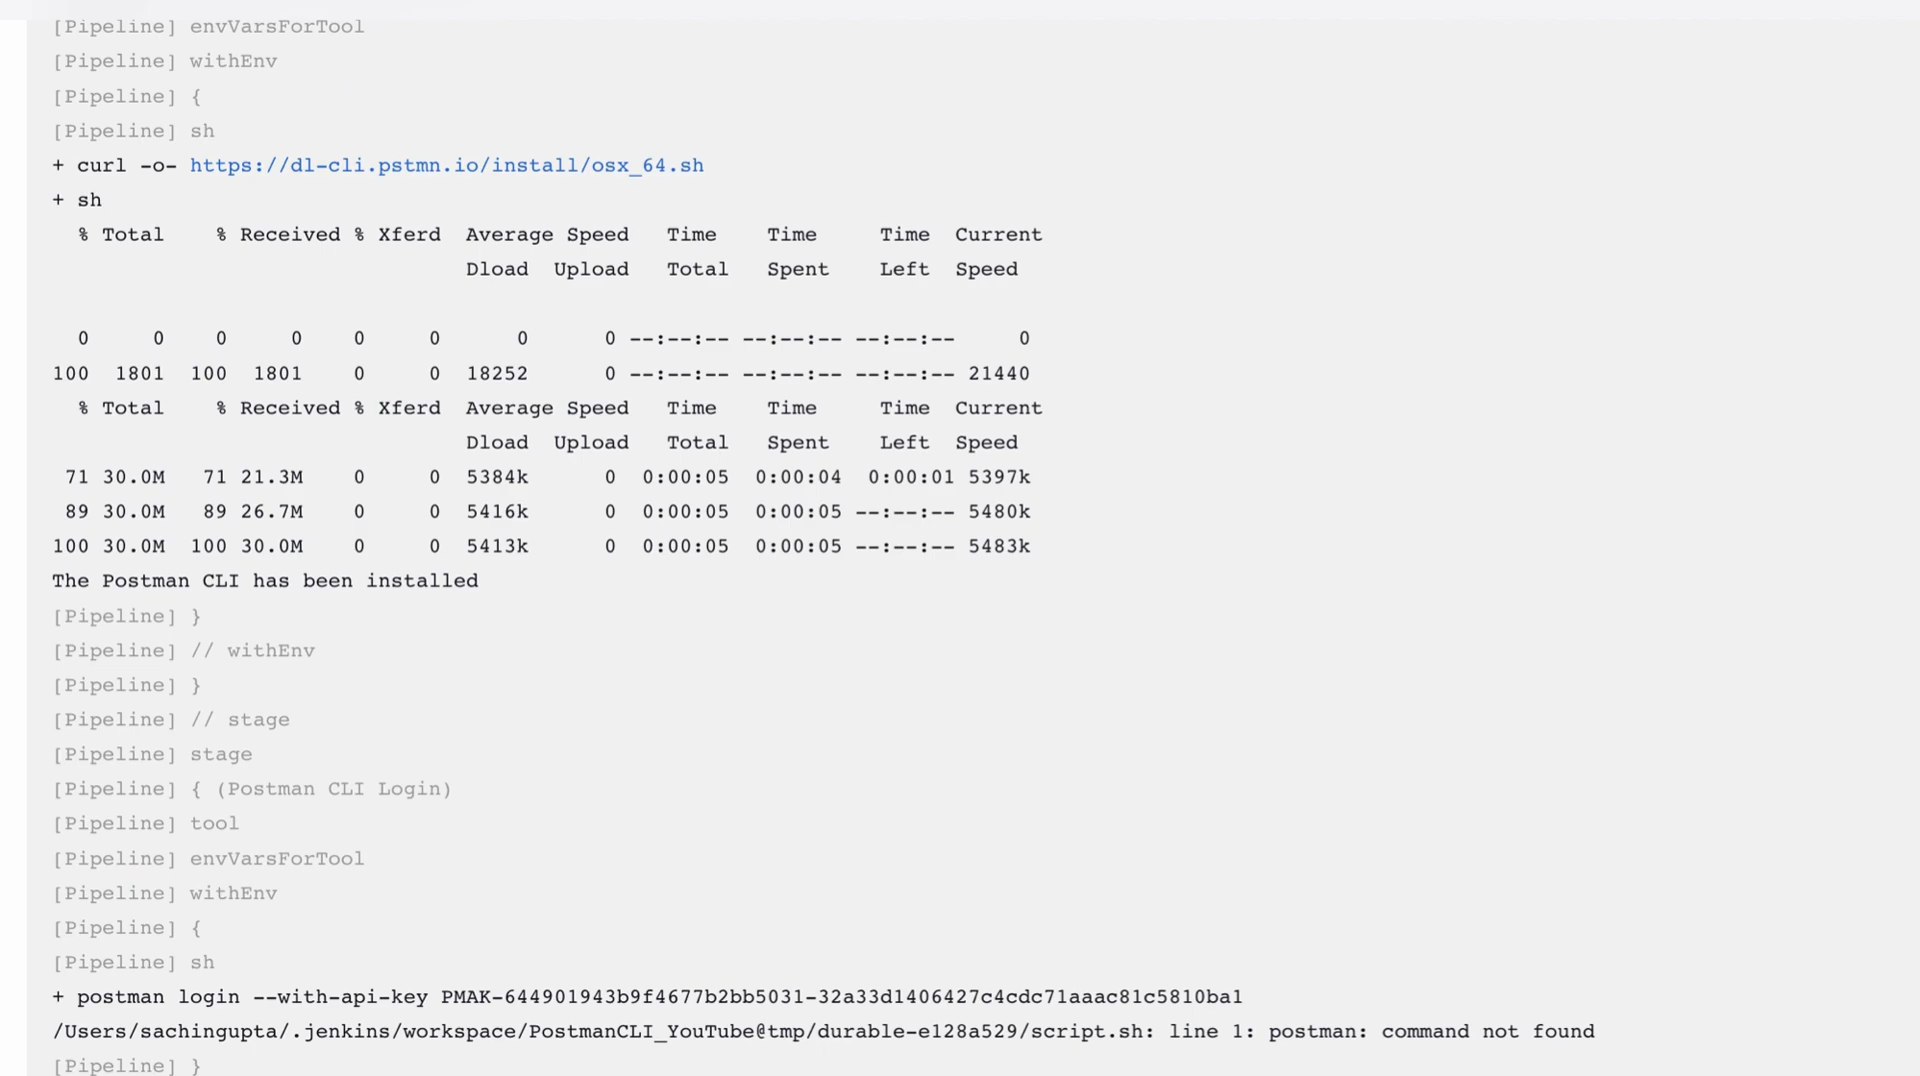 [Pipeline] envVarsForTool
[Pipeline] withEnv
[Pipeline] {
[Pipeline] sh
+ curl -o- https://dl-cli.pstmn.io/install/osx_64.sh
+ sh
  % Total    % Received % Xferd  Average Speed   Time    Time     Time  Current
                                 Dload  Upload   Total   Spent    Left  Speed
  0     0    0     0    0     0      0      0 --:--:-- --:--:-- --:--:--     0
100  1801  100  1801    0     0  18252      0 --:--:-- --:--:-- --:--:-- 21440
  % Total    % Received % Xferd  Average Speed   Time    Time     Time  Current
                                 Dload  Upload   Total   Spent    Left  Speed
 71 30.0M   71 21.3M    0     0  5384k      0  0:00:05  0:00:04  0:00:01 5397k
 89 30.0M   89 26.7M    0     0  5416k      0  0:00:05  0:00:05 --:--:-- 5480k
100 30.0M  100 30.0M    0     0  5413k      0  0:00:05  0:00:05 --:--:-- 5483k
The Postman CLI has been installed
[Pipeline] }
[Pipeline] // withEnv
[Pipeline] }
[Pipeline] // stage
[Pipeline] stage
[Pipeline] { (Postman CLI Login)
[Pipeline] tool
[Pipeline] envVarsForTool
[Pipeline] withEnv
[Pipeline] {
[Pipeline] sh
+ postman login --with-api-key PMAK-644901943b9f4677b2bb5031-32a33d1406427c4cdc71aaac81c5810ba1
/Users/sachingupta/.jenkins/workspace/PostmanCLI_YouTube@tmp/durable-e128a529/script.sh: line 1: postman: command not found
[Pipeline] }